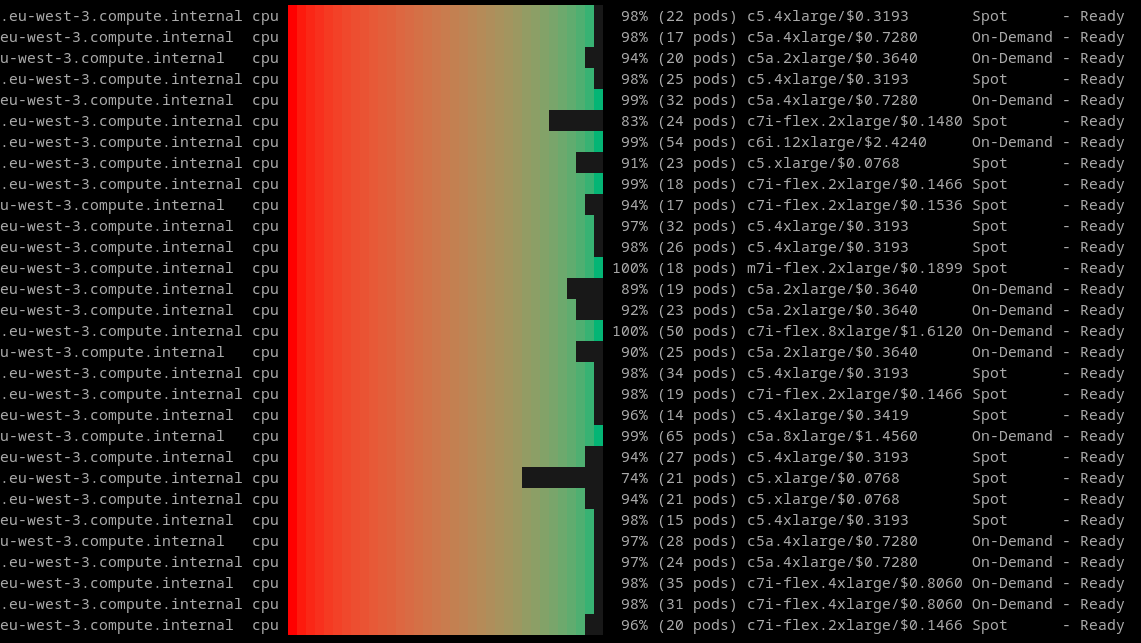 .eu-west-3.compute.internal cpu 98% (22 pods) c5.4xlarge/$0.3193 Spot - Ready
eu-west-3.compute.internal cpu 98% (17 pods) c5a.4xlarge/$0.7280 On-Demand - Ready
u-west-3.compute.internal cpu 94% (20 pods) c5a.2xlarge/$0.3640 On-Demand - Ready
.eu-west-3.compute.internal cpu 98% (25 pods) c5.4xlarge/$0.3193 Spot - Ready
eu-west-3.compute.internal cpu 99% (32 pods) c5a.4xlarge/$0.7280 On-Demand - Ready
.eu-west-3.compute.internal cpu 83% (24 pods) c7i-flex.2xlarge/$0.1480 Spot - Ready
.eu-west-3.compute.internal cpu 99% (54 pods) c6i.12xlarge/$2.4240 On-Demand - Ready
.eu-west-3.compute.internal cpu 91% (23 pods) c5.xlarge/$0.0768 Spot - Ready
.eu-west-3.compute.internal cpu 99% (18 pods) c7i-flex.2xlarge/$0.1466 Spot - Ready
u-west-3.compute.internal cpu 94% (17 pods) c7i-flex.2xlarge/$0.1536 Spot - Ready
eu-west-3.compute.internal cpu 97% (32 pods) c5.4xlarge/$0.3193 Spot - Ready
eu-west-3.compute.internal cpu 98% (26 pods) c5.4xlarge/$0.3193 Spot - Ready
eu-west-3.compute.internal cpu 100% (18 pods) m7i-flex.2xlarge/$0.1899 Spot - Ready
eu-west-3.compute.internal cpu 89% (19 pods) c5a.2xlarge/$0.3640 On-Demand - Ready
eu-west-3.compute.internal cpu 92% (23 pods) c5a.2xlarge/$0.3640 On-Demand - Ready
.eu-west-3.compute.internal cpu 100% (50 pods) c7i-flex.8xlarge/$1.6120 On-Demand - Ready
u-west-3.compute.internal cpu 90% (25 pods) c5a.2xlarge/$0.3640 On-Demand - Ready
eu-west-3.compute.internal cpu 98% (34 pods) c5.4xlarge/$0.3193 Spot - Ready
.eu-west-3.compute.internal cpu 98% (19 pods) c7i-flex.2xlarge/$0.1466 Spot - Ready
eu-west-3.compute.internal cpu 96% (14 pods) c5.4xlarge/$0.3419 Spot - Ready
u-west-3.compute.internal cpu 99% (65 pods) c5a.8xlarge/$1.4560 On-Demand - Ready
eu-west-3.compute.internal cpu 94% (27 pods) c5.4xlarge/$0.3193 Spot - Ready
.eu-west-3.compute.internal cpu 74% (21 pods) c5.xlarge/$0.0768 Spot - Ready
.eu-west-3.compute.internal cpu 94% (21 pods) c5.xlarge/$0.0768 Spot - Ready
eu-west-3.compute.internal cpu 98% (15 pods) c5.4xlarge/$0.3193 Spot - Ready
u-west-3.compute.internal cpu 97% (28 pods) c5a.4xlarge/$0.7280 On-Demand - Ready
.eu-west-3.compute.internal cpu 97% (24 pods) c5a.4xlarge/$0.7280 On-Demand - Ready
.eu-west-3.compute.internal cpu 98% (35 pods) c7i-flex.4xlarge/$0.8060 On-Demand - Ready
.eu-west-3.compute.internal cpu 98% (31 pods) c7i-flex.4xlarge/$0.8060 On-Demand - Ready
eu-west-3.compute.internal cpu 96% (20 pods) c7i-flex.2xlarge/$0.1466 Spot - Ready